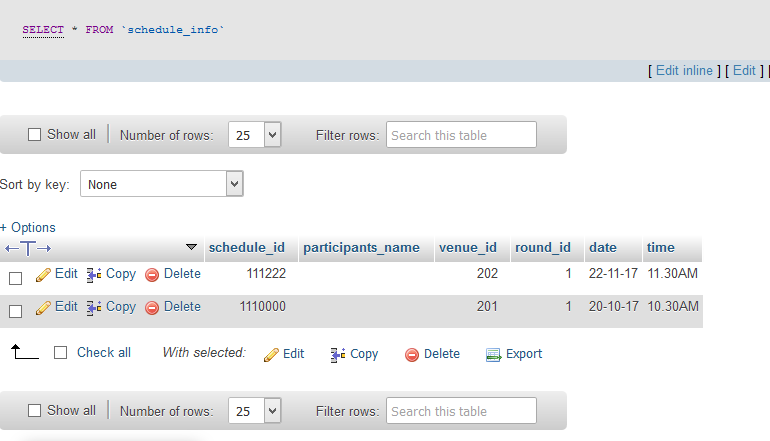 SELECT * FROM `schedule_info`
[ Edit inline ] [ Edit ] [
Show all Number of rows: 25 Filter rows: Search this table
Sort by key: None
+ Options
schedule_id participants_name venue_id round_id date time
Edit Copy Delete 111222 202 1 22-11-17 11.30AM
Edit Copy Delete 1110000 201 1 20-10-17 10.30AM
Check all With selected: Edit Copy Delete Export
Show all Number of rows: 25 Filter rows: Search this table